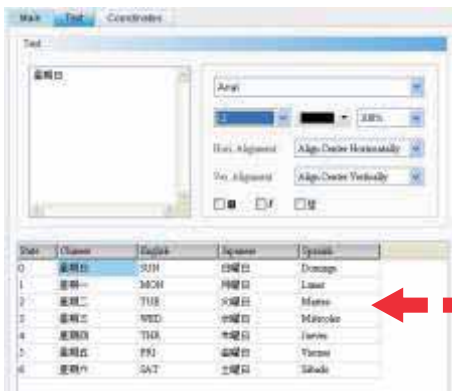 Main Text Coordinates
Text
星期日
Arial
100%
Hori. Alignment Align Center Horizontally
Ver. Alignment Align Center Vertically
B I U
State Chinese English Japanese Spanish
0 星期日 SUN 日曜日 Domingo
1 星期一 MON 月曜日 Lunes
2 星期二 TUE 火曜日 Martes
3 星期三 WED 水曜日 Miércoles
4 星期四 THR 木曜日 Jueves
5 星期五 FRI 金曜日 Viernes
6 星期六 SAT 土曜日 Sábado